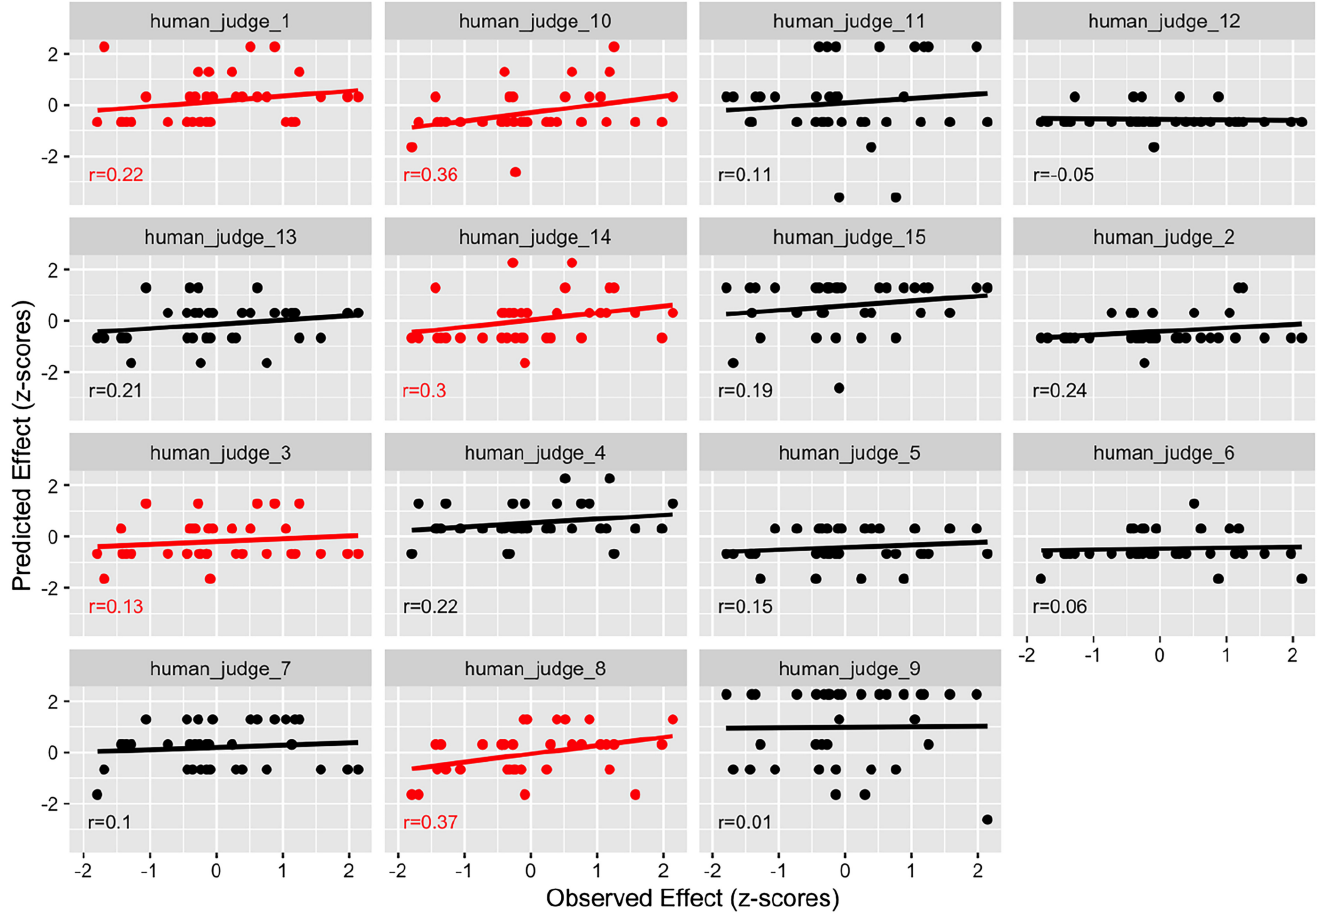 human_judge_1 human_judge_10 human_judge_11 human_judge_12
2
0
-2
r=0.22 r=0.36 r=0.11 r=-0.05
human_judge_13 human_judge_14 human_judge_15 human_judge_2
2
0
-2
r=0.21 r=0.3 r=0.19 r=0.24
Predicted Effect (z-scores)
human_judge_3 human_judge_4 human_judge_5 human_judge_6
2
0
-2
r=0.13 r=0.22 r=0.15 r=0.06
-2 -1 0 1 2
human_judge_7 human_judge_8 human_judge_9
2
0
-2
r=0.1 r=0.37 r=0.01
-2 -1 0 1 2 -2 -1 0 1 2 -2 -1 0 1 2
Observed Effect (z-scores)